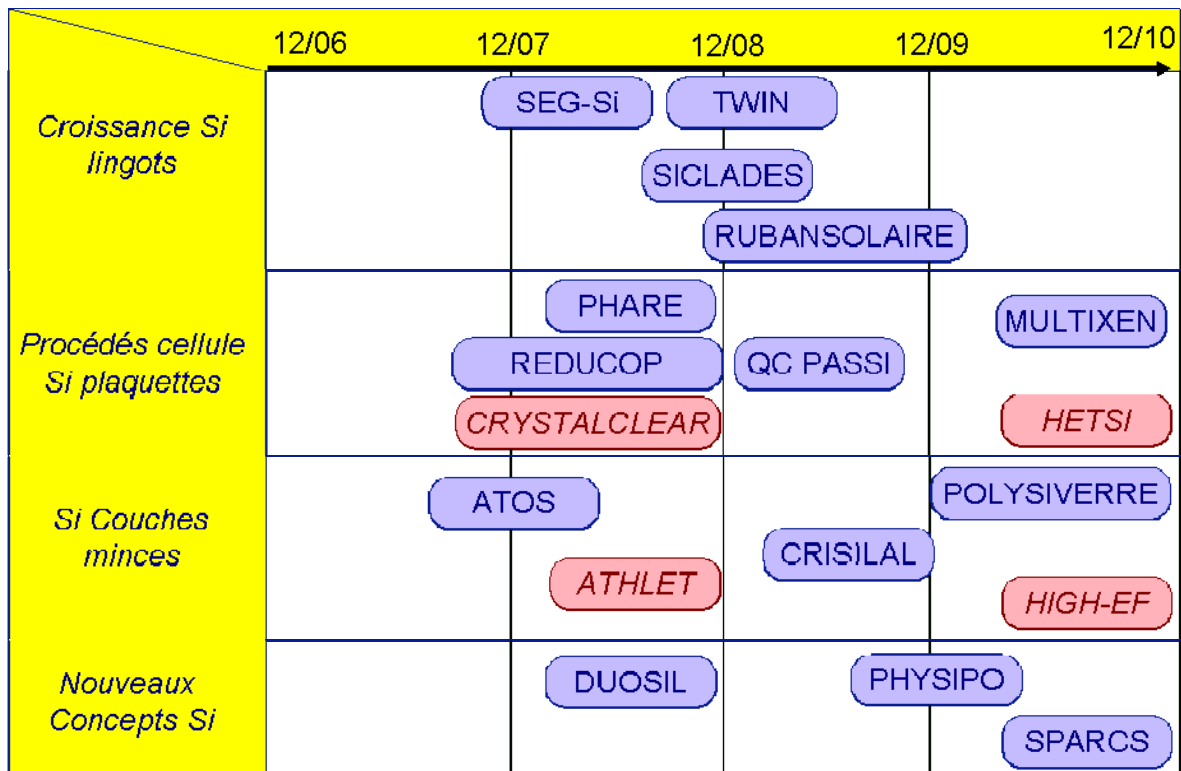 12/06 12/07 12/08 12/09 12/10
Croissance Si
lingots
SEG-Si TWIN
SICLADES
RUBANSOLAIRE
Procédés cellule
Si plaquettes
PHARE MULTIXEN
REDUCOP QC PASSI
CRYSTALCLEAR HETSI
Si Couches
minces
ATOS POLYSIVERRE
CRISILAL
ATHLET HIGH-EF
Nouveaux
Concepts Si
DUOSIL PHYSIPO
SPARCS